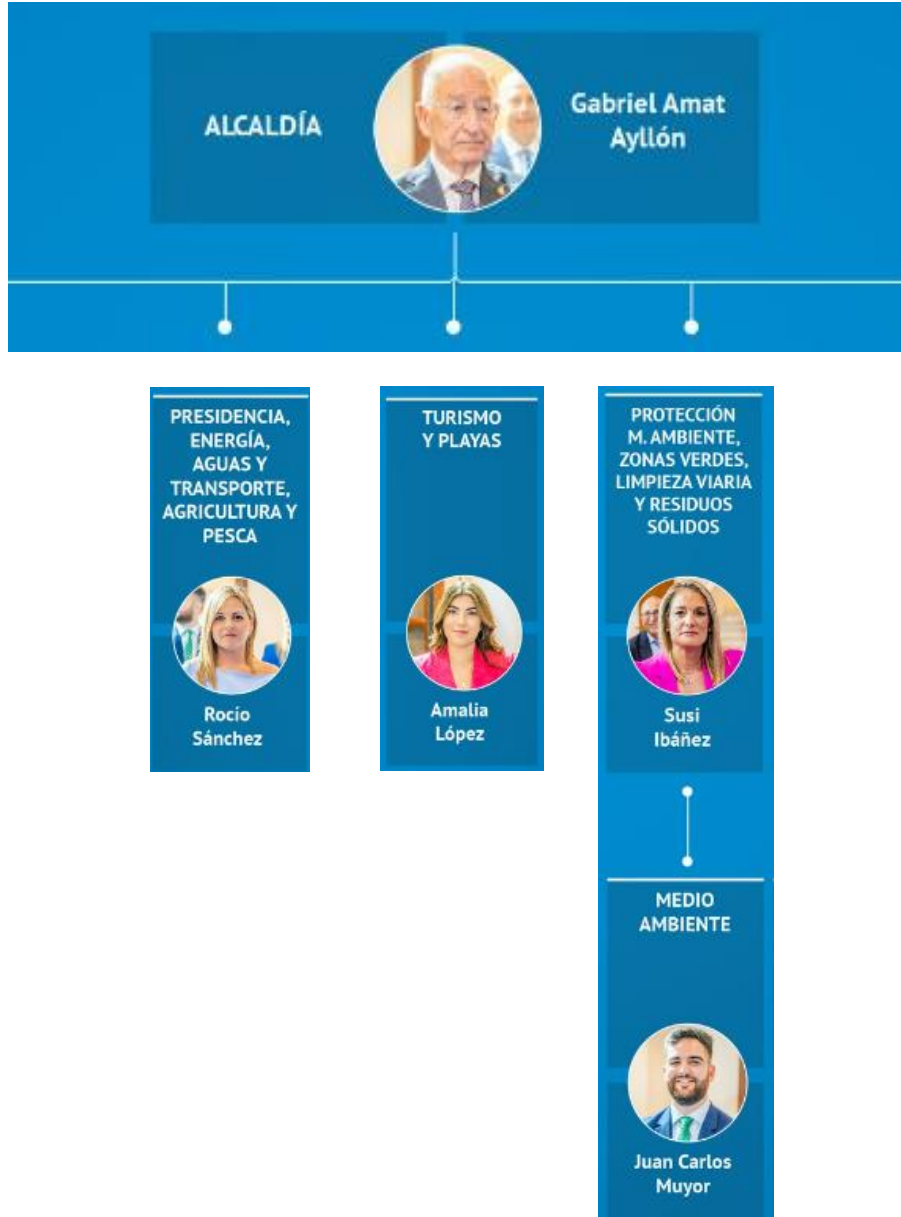 ALCALDÍA
Gabriel Amat
Ayllón
PRESIDENCIA,
ENERGÍA,
AGUAS Y
TRANSPORTE,
AGRICULTURA Y
PESCA
Rocío
Sánchez
TURISMO
Y PLAYAS
Amalia
López
PROTECCIÓN
M. AMBIENTE,
ZONAS VERDES,
LIMPIEZA VIARIA
Y RESIDUOS
SÓLIDOS
Susi
Ibáñez
MEDIO
AMBIENTE
Juan Carlos
Muyor